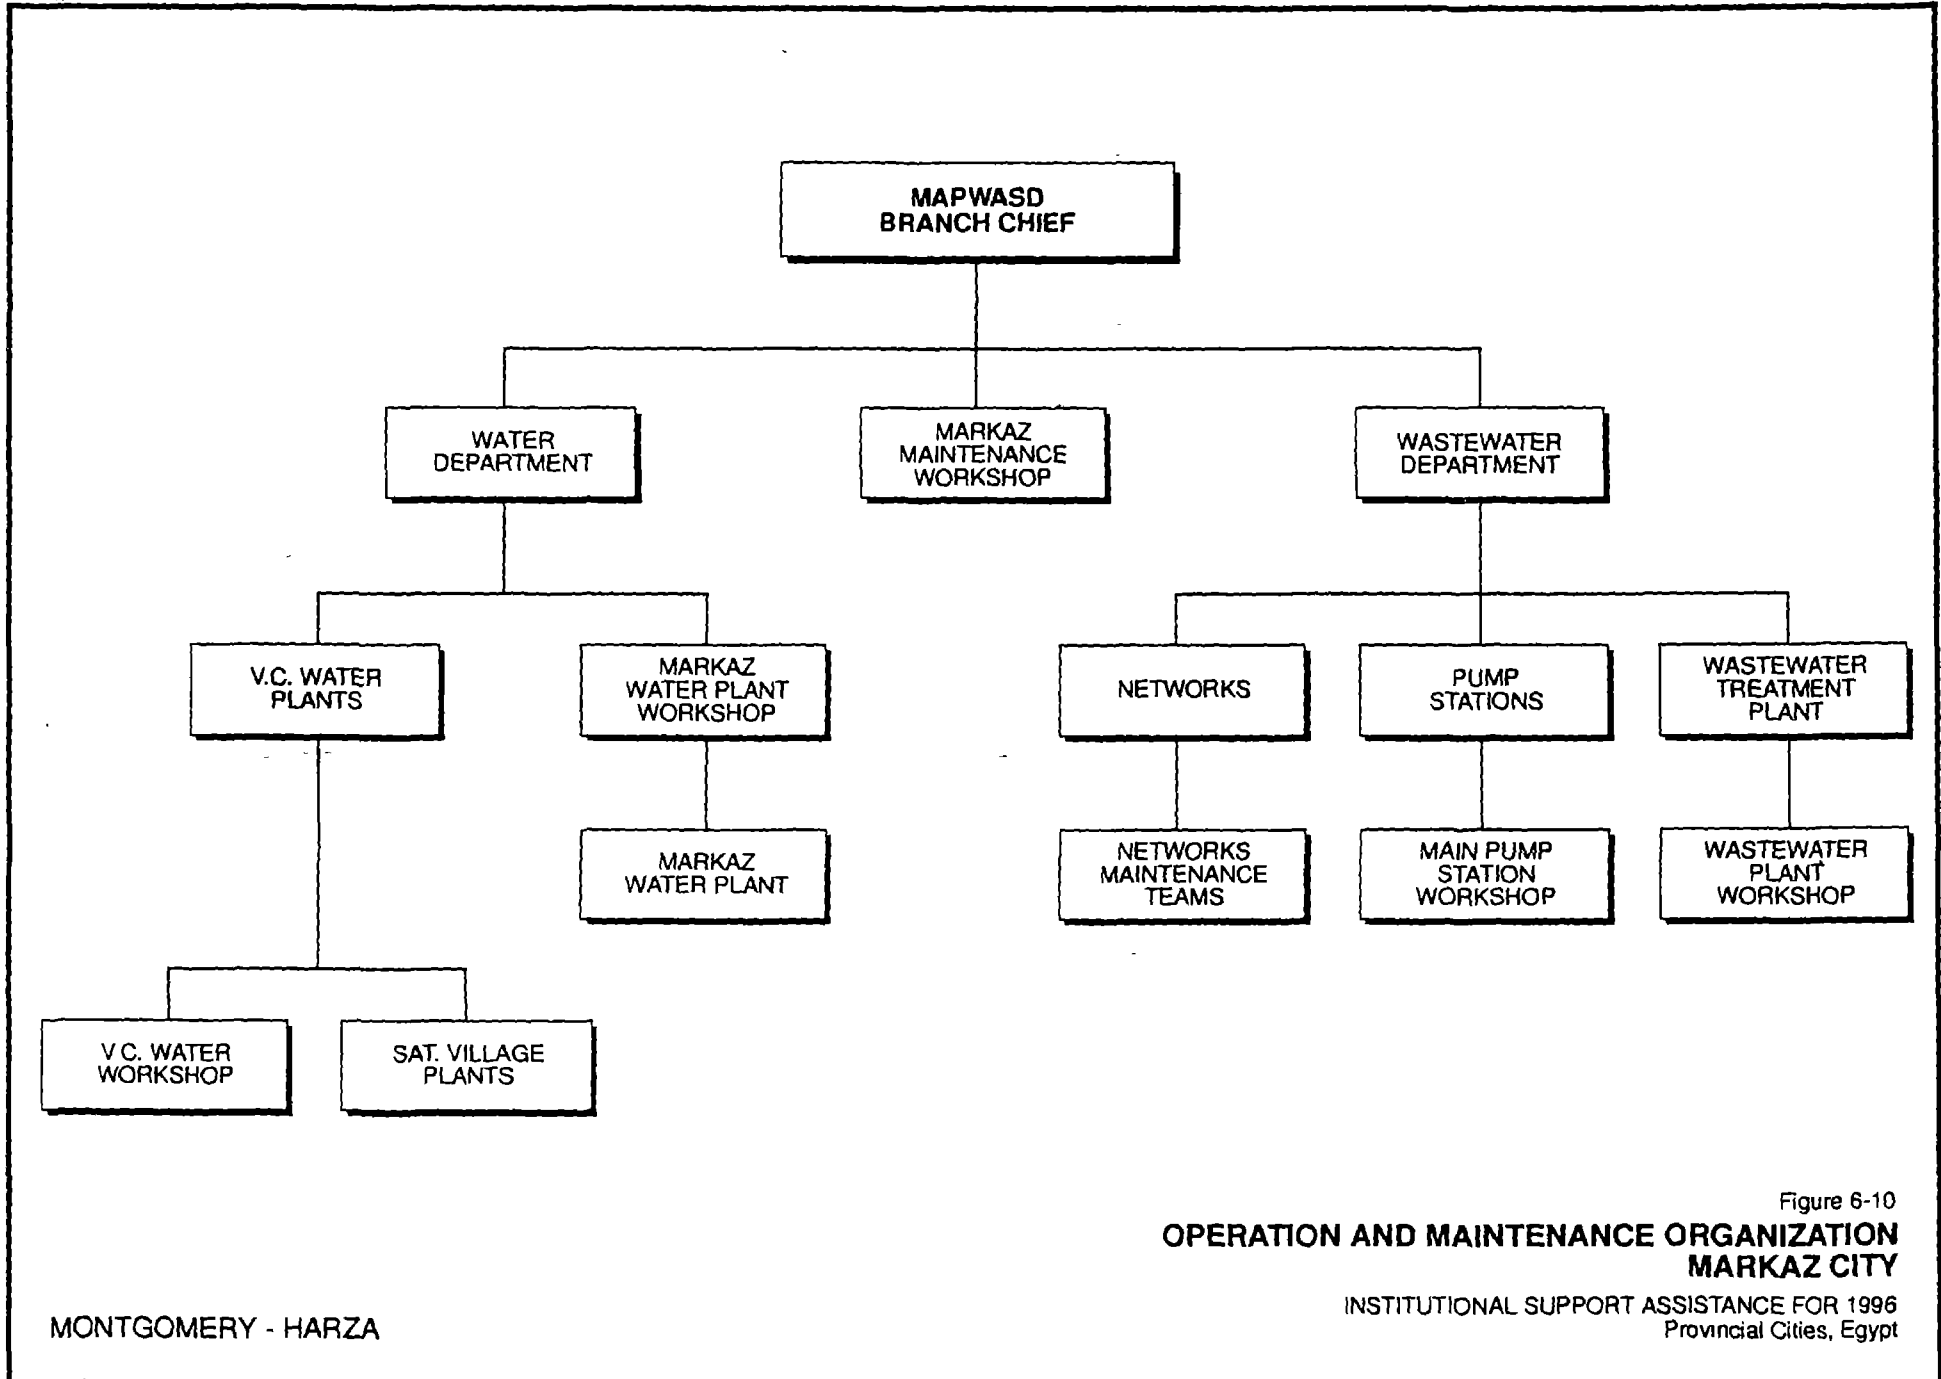 MAPWASD
BRANCH CHIEF
WATER
DEPARTMENT
MARKAZ
MAINTENANCE
WORKSHOP
WASTEWATER
DEPARTMENT
V.C. WATER
PLANTS
MARKAZ
WATER PLANT
WORKSHOP
NETWORKS
PUMP
STATIONS
WASTEWATER
TREATMENT
PLANT
MARKAZ
WATER PLANT
NETWORKS
MAINTENANCE
TEAMS
MAIN PUMP
STATION
WORKSHOP
WASTEWATER
PLANT
WORKSHOP
V C. WATER
WORKSHOP
SAT. VILLAGE
PLANTS
Figure 6-10
OPERATION AND MAINTENANCE ORGANIZATION
MARKAZ CITY
INSTITUTIONAL SUPPORT ASSISTANCE FOR 1996
Provincial Cities, Egypt
MONTGOMERY - HARZA